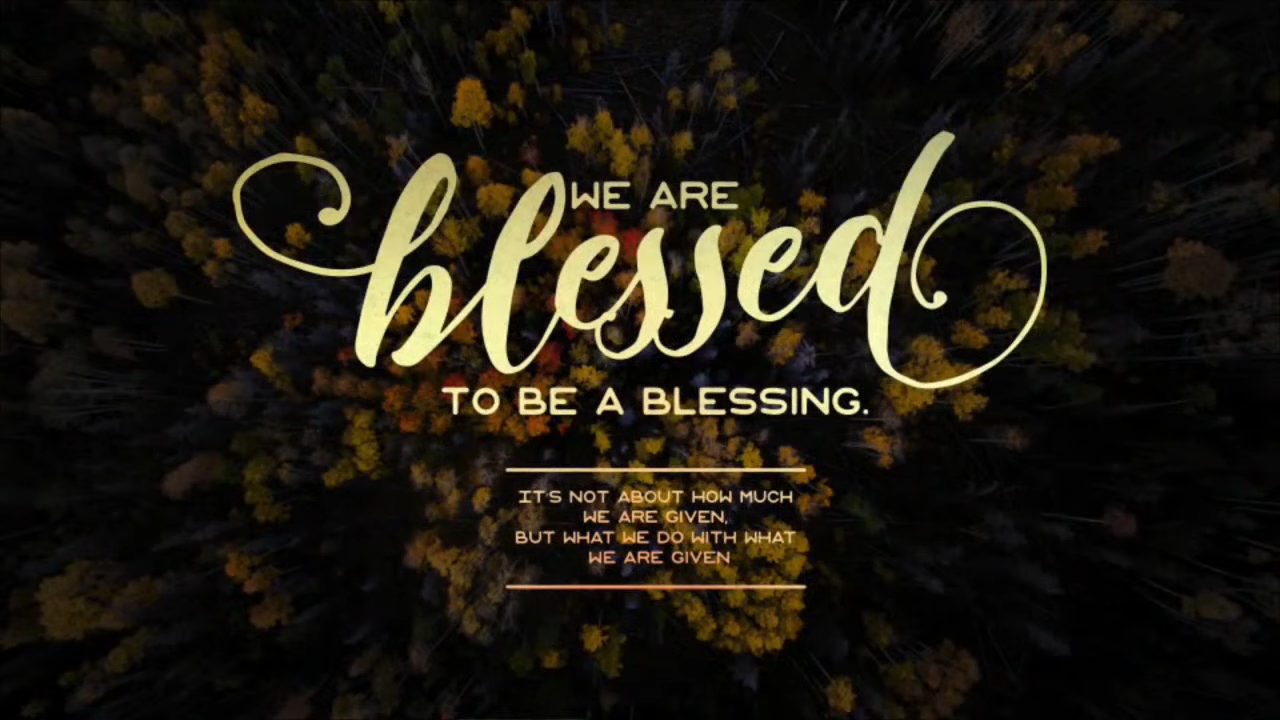 WE ARE
blessed
TO BE A BLESSING.
IT'S NOT ABOUT HOW MUCH
WE ARE GIVEN,
BUT WHAT WE DO WITH WHAT
WE ARE GIVEN